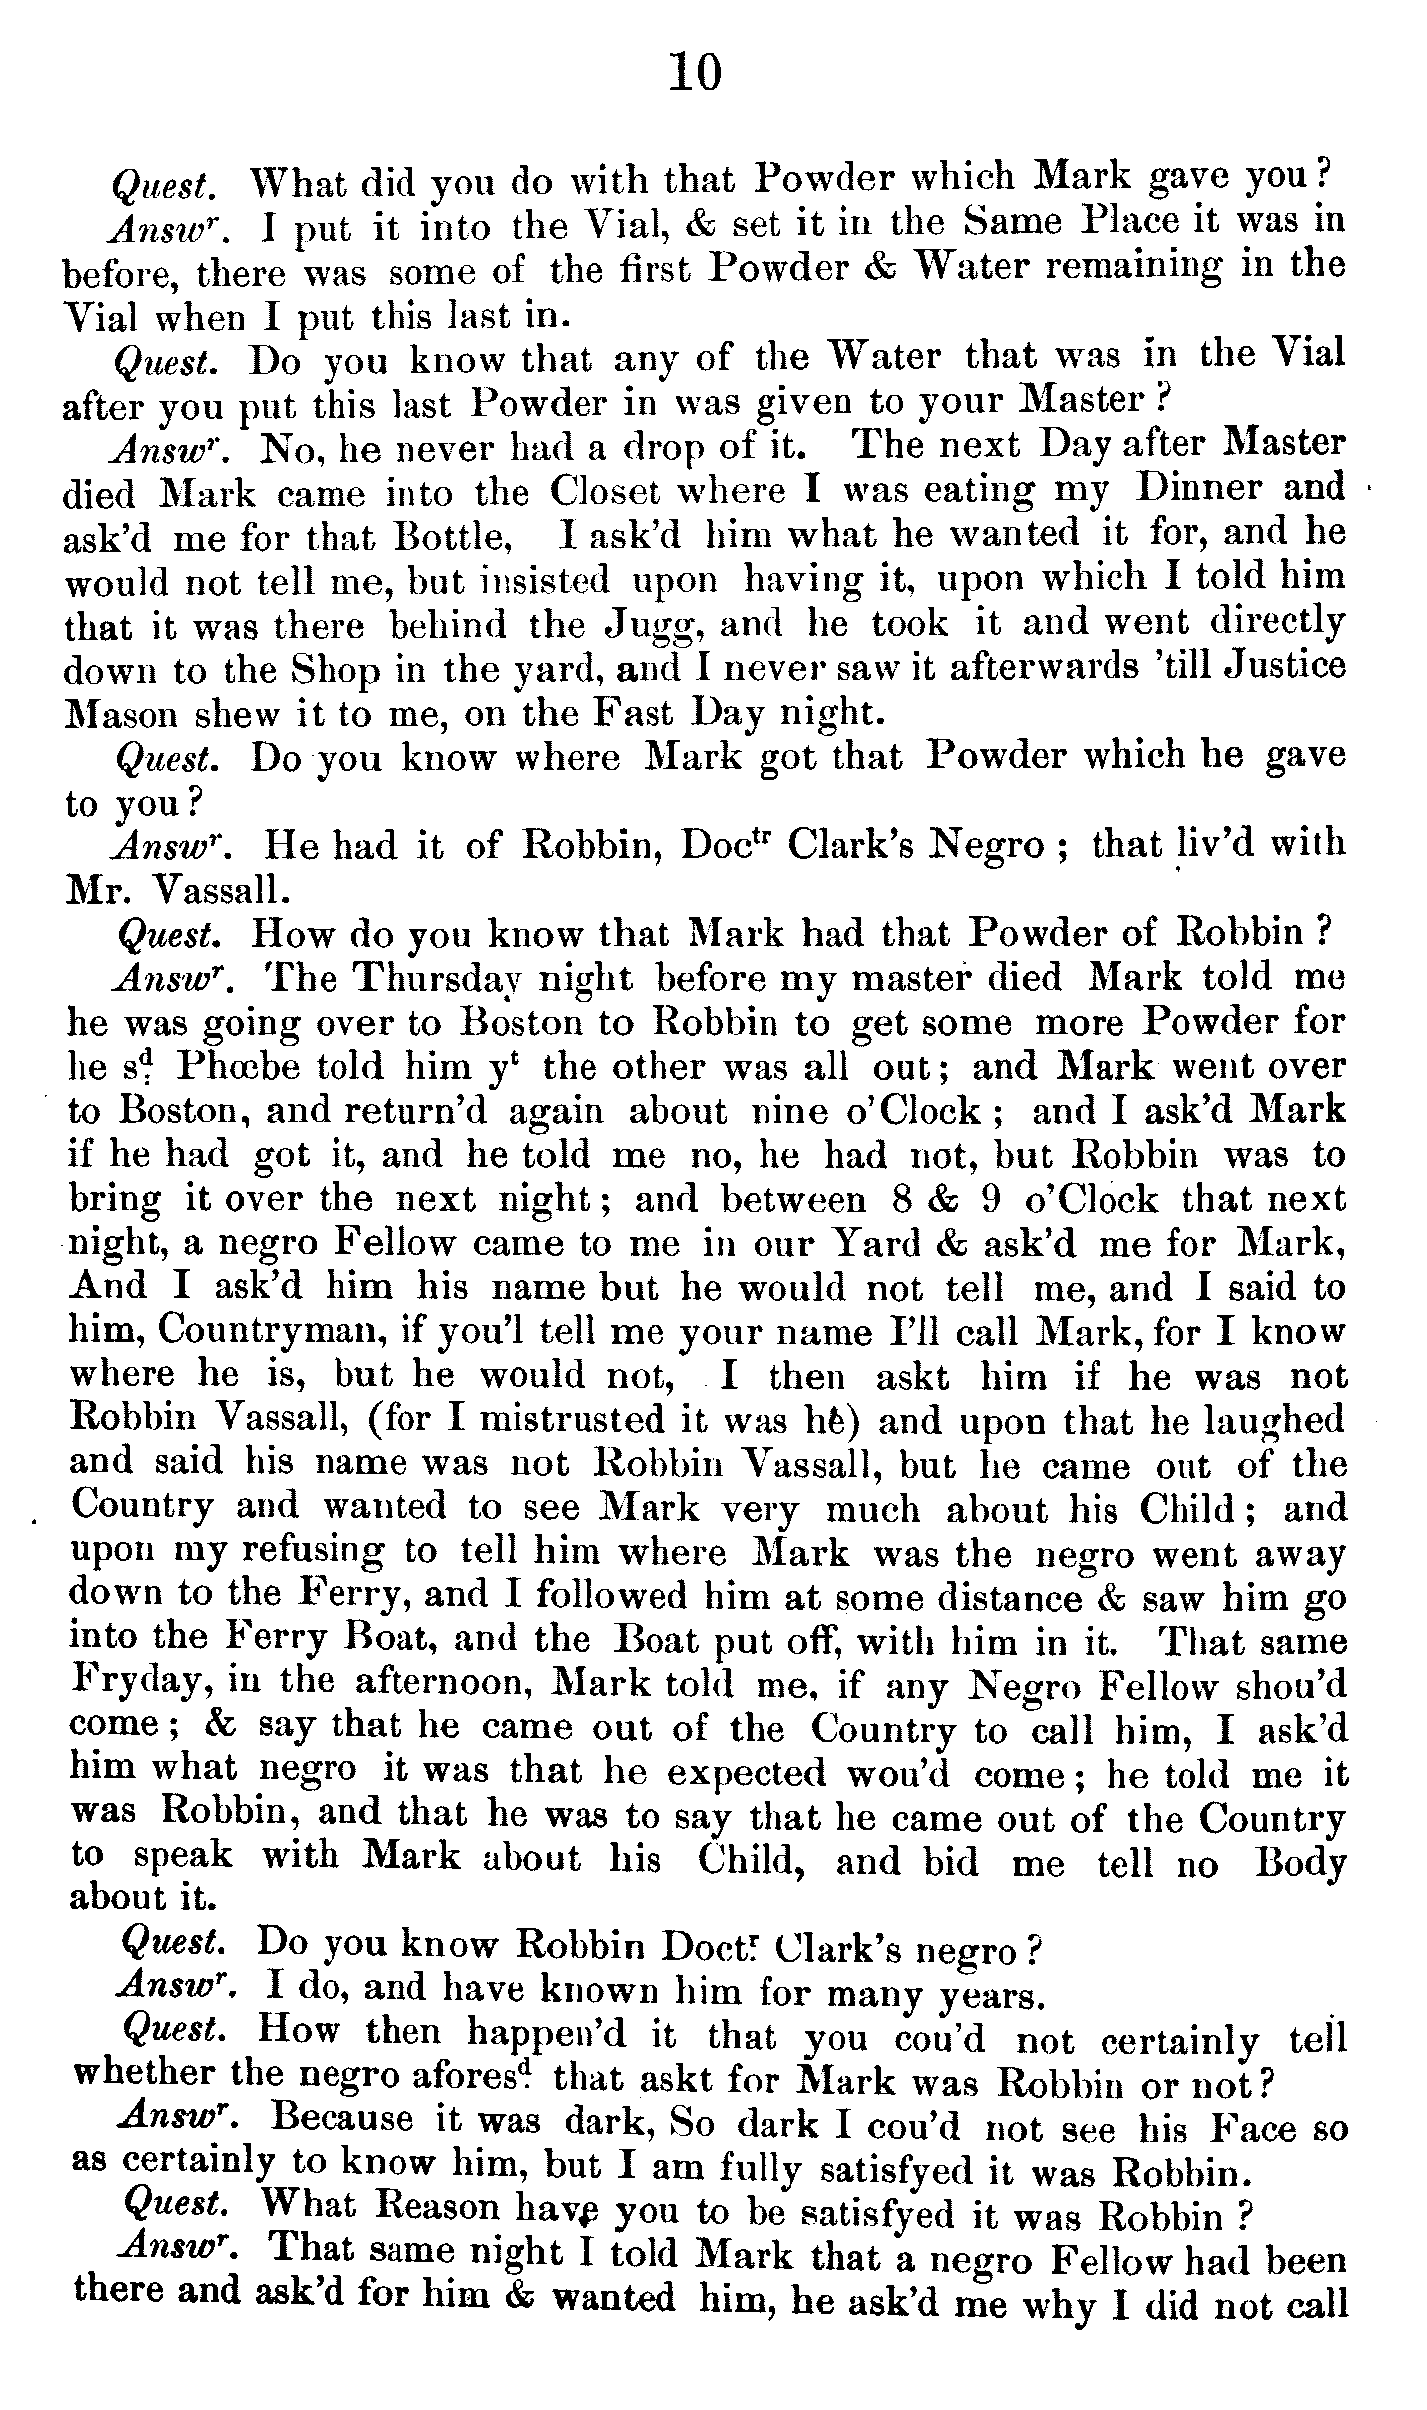 10
Quest. What did you do with that Powder which Mark gave you?
Answʳ. I put it into the Vial, & set it in the Same Place it was in
before, there was some of the first Powder & Water remaining in the
Vial when I put this last in.
Quest. Do you know that any of the Water that was in the Vial
after you put this last Powder in was given to your Master?
Answʳ. No, he never had a drop of it. The next Day after Master
died Mark came into the Closet where I was eating my Dinner and
ask'd me for that Bottle, I ask'd him what he wanted it for, and he
would not tell me, but insisted upon having it, upon which I told him
that it was there behind the Jugg, and he took it and went directly
down to the Shop in the yard, and I never saw it afterwards 'till Justice
Mason shew it to me, on the Fast Day night.
Quest. Do you know where Mark got that Powder which he gave
to you?
Answʳ. He had it of Robbin, Docᵗʳ Clark's Negro; that liv'd with
Mr. Vassall.
Quest. How do you know that Mark had that Powder of Robbin?
Answʳ. The Thursday night before my master died Mark told me
he was going over to Boston to Robbin to get some more Powder for
he sᵈ. Phœbe told him yᵗ the other was all out; and Mark went over
to Boston, and return'd again about nine o'Clock; and I ask'd Mark
if he had got it, and he told me no, he had not, but Robbin was to
bring it over the next night; and between 8 & 9 o'Clock that next
night, a negro Fellow came to me in our Yard & ask'd me for Mark,
And I ask'd him his name but he would not tell me, and I said to
him, Countryman, if you'l tell me your name I'll call Mark, for I know
where he is, but he would not, I then askt him if he was not
Robbin Vassall, (for I mistrusted it was he) and upon that he laughed
and said his name was not Robbin Vassall, but he came out of the
Country and wanted to see Mark very much about his Child; and
upon my refusing to tell him where Mark was the negro went away
down to the Ferry, and I followed him at some distance & saw him go
into the Ferry Boat, and the Boat put off, with him in it. That same
Fryday, in the afternoon, Mark told me, if any Negro Fellow shou'd
come; & say that he came out of the Country to call him, I ask'd
him what negro it was that he expected wou'd come; he told me it
was Robbin, and that he was to say that he came out of the Country
to speak with Mark about his Child, and bid me tell no Body
about it.
Quest. Do you know Robbin Doctʳ. Clark's negro?
Answʳ. I do, and have known him for many years.
Quest. How then happen'd it that you cou'd not certainly tell
whether the negro aforesᵈ. that askt for Mark was Robbin or not?
Answʳ. Because it was dark, So dark I cou'd not see his Face so
as certainly to know him, but I am fully satisfyed it was Robbin.
Quest. What Reason have you to be satisfyed it was Robbin?
Answʳ. That same night I told Mark that a negro Fellow had been
there and ask'd for him & wanted him, he ask'd me why I did not call